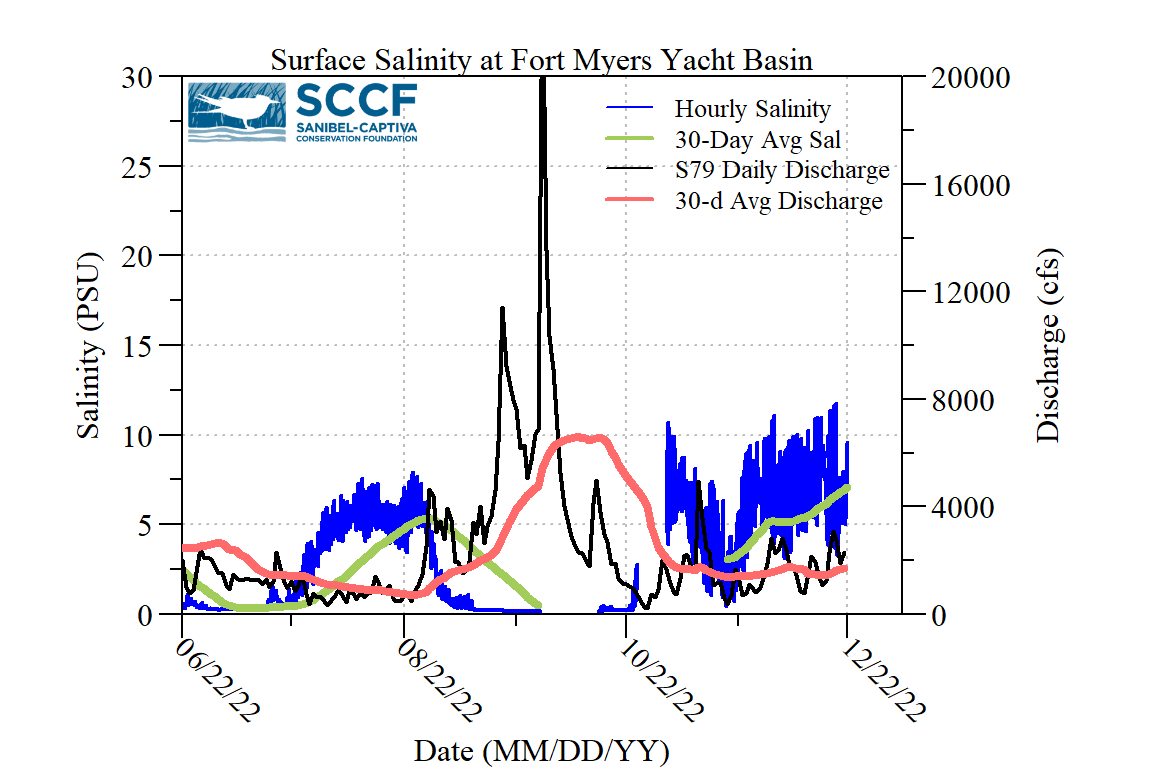 Surface Salinity at Fort Myers Yacht Basin
SCCF
SANIBEL-CAPTIVA
CONSERVATION FOUNDATION
Hourly Salinity
30-Day Avg Sal
S79 Daily Discharge
30-d Avg Discharge
Salinity (PSU)
30
25
20
15
10
5
0
20000
16000
12000
8000
4000
0
Discharge (cfs)
06/22/22
08/22/22
10/22/22
12/22/22
Date (MM/DD/YY)